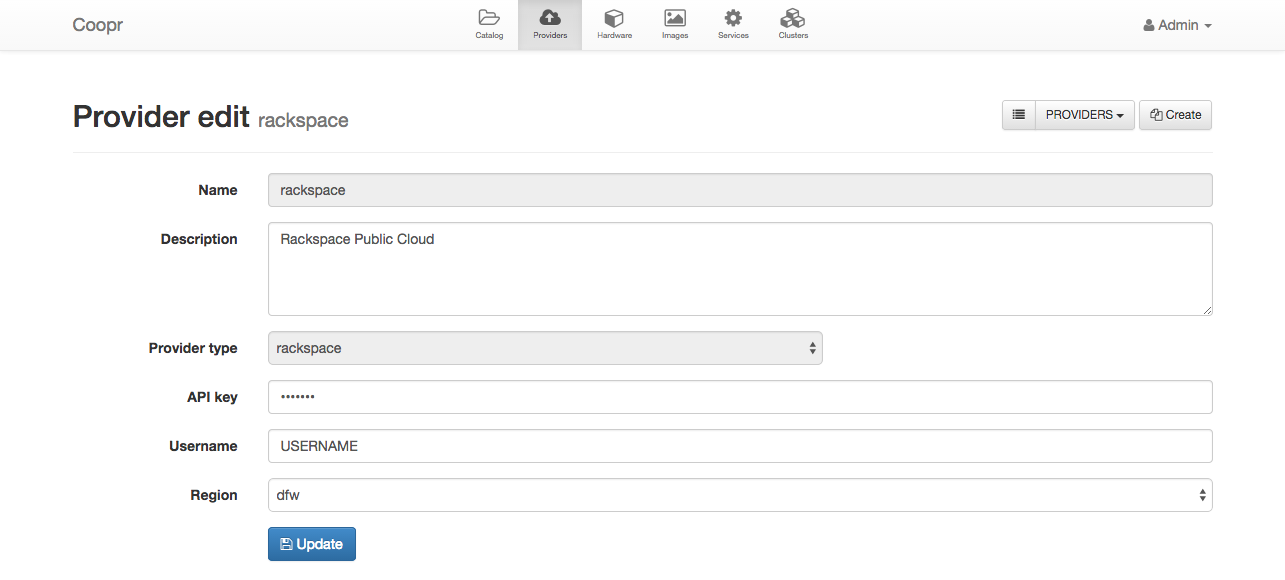 Coopr
Catalog
Providers
Hardware
Images
Services
Clusters
Admin
Provider edit rackspace
PROVIDERS
Create
Name
rackspace
Description
Rackspace Public Cloud
Provider type
rackspace
API key
•••••••
Username
USERNAME
Region
dfw
Update